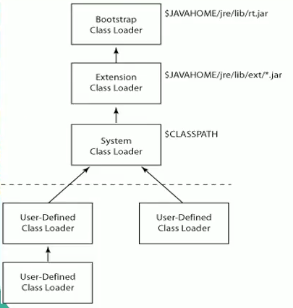 Bootstrap
Class Loader
$JAVAHOME/jre/lib/rt.jar
Extension
Class Loader
$JAVAHOME/jre/lib/ext/*.jar
System
Class Loader
$CLASSPATH
User-Defined
Class Loader
User-Defined
Class Loader
User-Defined
Class Loader